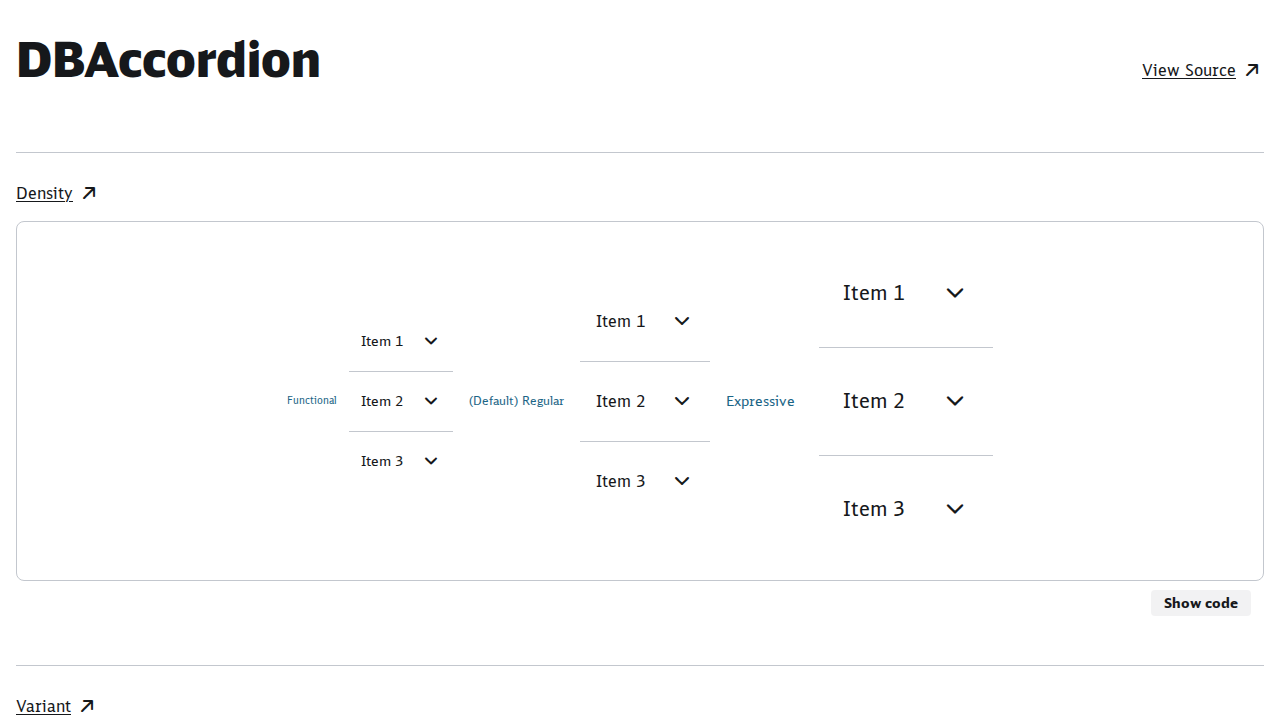 DBAccordion
View Source
Density
Functional
Item 1
Item 2
Item 3
(Default) Regular
Item 1
Item 2
Item 3
Expressive
Item 1
Item 2
Item 3
Show code
Variant